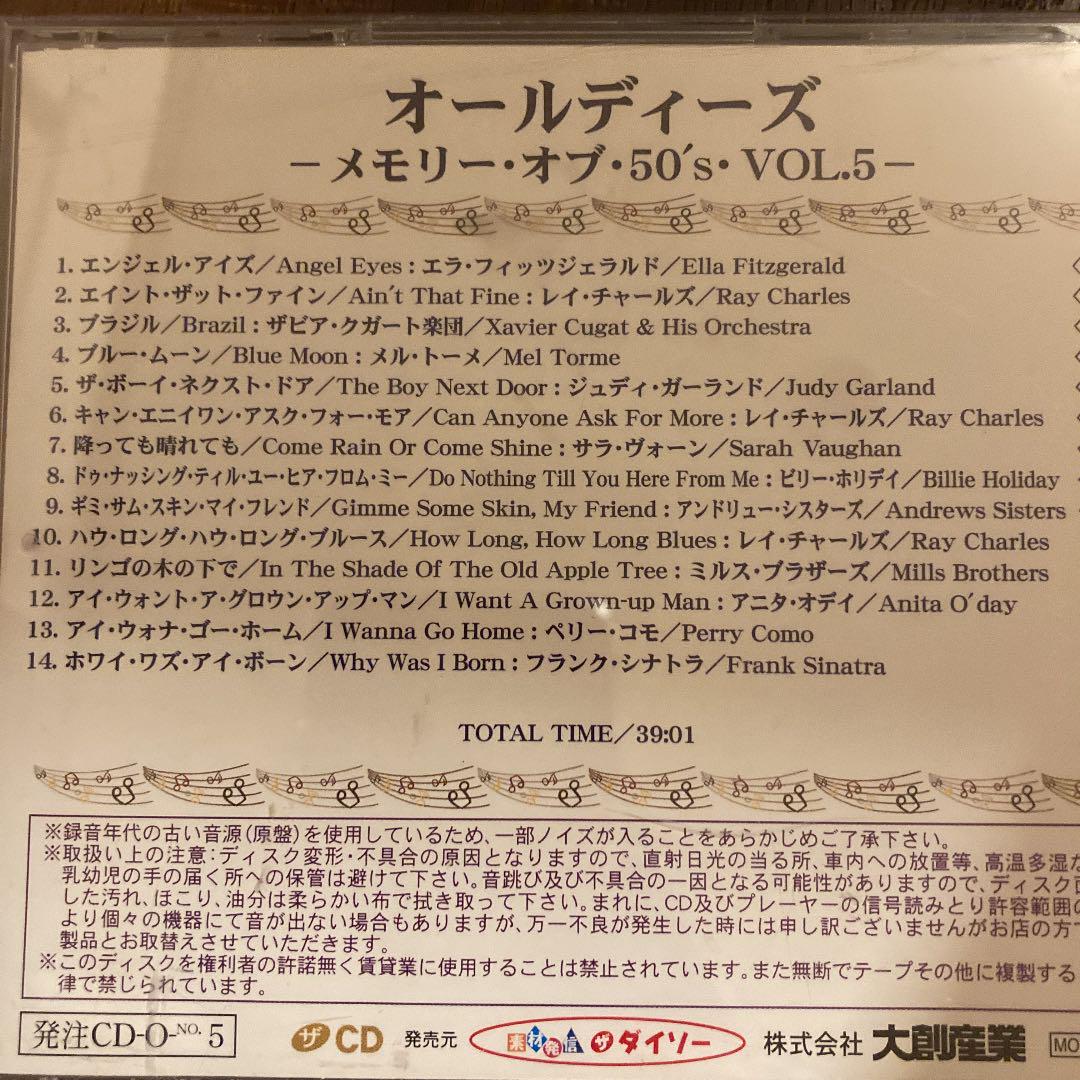 オールディーズ
－メモリー・オブ・50's・VOL.5－
1. エンジェル・アイズ／Angel Eyes : エラ・フィッツジェラルド／Ella Fitzgerald
2. エイント・ザット・ファイン／Ain't That Fine : レイ・チャールズ／Ray Charles
3. ブラジル／Brazil : ザビア・クガート楽団／Xavier Cugat & His Orchestra
4. ブルー・ムーン／Blue Moon : メル・トーメ／Mel Torme
5. ザ・ボーイ・ネクスト・ドア／The Boy Next Door : ジュディ・ガーランド／Judy Garland
6. キャン・エニイワン・アスク・フォー・モア／Can Anyone Ask For More : レイ・チャールズ／Ray Charles
7. 降っても晴れても／Come Rain Or Come Shine : サラ・ヴォーン／Sarah Vaughan
8. ドゥ・ナッシング・ティル・ユー・ヒア・フロム・ミー／Do Nothing Till You Here From Me : ビリー・ホリデイ／Billie Holiday
9. ギミ・サム・スキン・マイ・フレンド／Gimme Some Skin, My Friend : アンドリュー・シスターズ／Andrews Sisters
10. ハウ・ロング・ハウ・ロング・ブルース／How Long, How Long Blues : レイ・チャールズ／Ray Charles
11. リンゴの木の下で／In The Shade Of The Old Apple Tree : ミルス・ブラザーズ／Mills Brothers
12. アイ・ウォント・ア・グロウン・アップ・マン／I Want A Grown-up Man : アニタ・オデイ／Anita O'day
13. アイ・ウォナ・ゴー・ホーム／I Wanna Go Home : ペリー・コモ／Perry Como
14. ホワイ・ワズ・アイ・ボーン／Why Was I Born : フランク・シナトラ／Frank Sinatra
TOTAL TIME／39:01
※録音年代の古い音源(原盤)を使用しているため、一部ノイズが入ることをあらかじめご了承下さい。
※取扱い上の注意:ディスク変形・不具合の原因となりますので、直射日光の当る所、車内への放置等、高温多湿な
乳幼児の手の届く所への保管は避けて下さい。音跳び及び不具合の一因となる可能性がありますので、ディスク
した汚れ、ほこり、油分は柔らかい布で拭き取って下さい。まれに、CD及びプレーヤーの信号読みとり許容範囲の
より個々の機器にて音が出ない場合もありますが、万一不良が発生した時には申し訳ございませんがお店の方で
製品とお取替えさせていただきます。
※このディスクを権利者の許諾無く賃貸業に使用することは禁止されています。また無断でテープその他に複製する
律で禁じられています。
発注CD-O-NO. 5
ザCD 発売元 素材発信 ザ ダイソー 株式会社 大創産業 MO